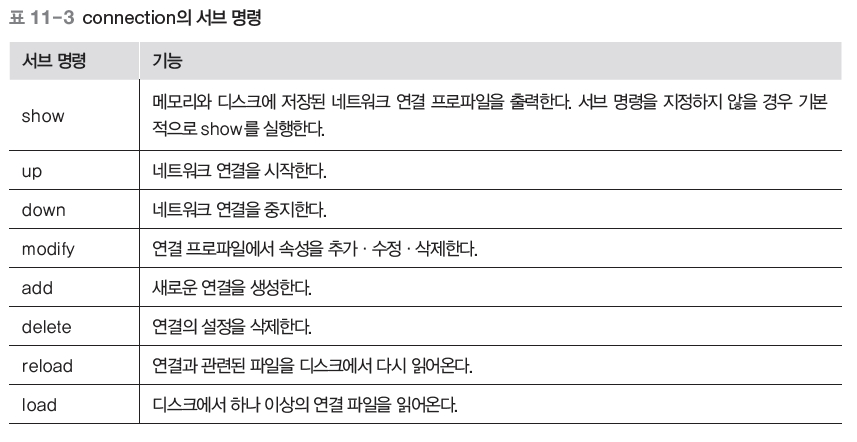 표 11-3 connection의 서브 명령
서브 명령 기능
show 메모리와 디스크에 저장된 네트워크 연결 프로파일을 출력한다. 서브 명령을 지정하지 않을 경우 기본
적으로 show를 실행한다.
up 네트워크 연결을 시작한다.
down 네트워크 연결을 중지한다.
modify 연결 프로파일에서 속성을 추가 · 수정 · 삭제한다.
add 새로운 연결을 생성한다.
delete 연결의 설정을 삭제한다.
reload 연결과 관련된 파일을 디스크에서 다시 읽어온다.
load 디스크에서 하나 이상의 연결 파일을 읽어온다.